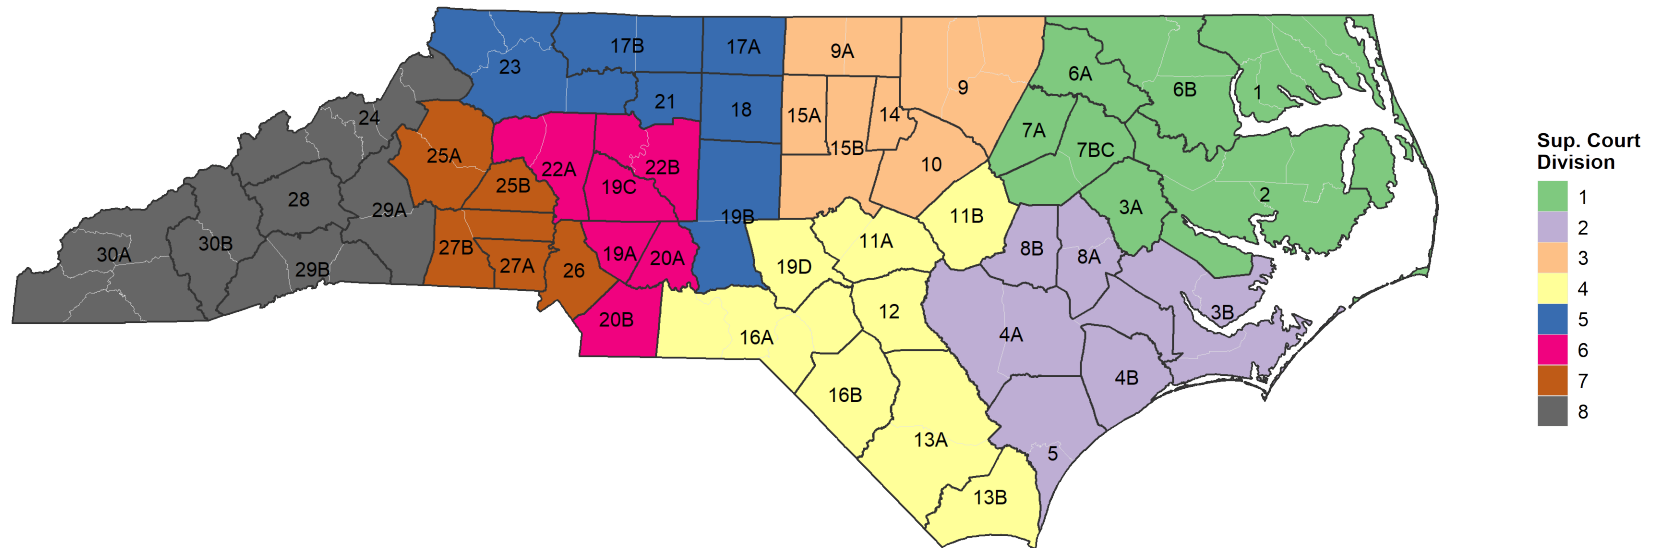 23
17B
17A
9A
9
6A
6B
1
24
21
18
15A
14
15B
7A
7BC
25A
22A
22B
10
25B
19C
28
29A
19B
11B
3A
2
30A
30B
29B
27B
27A
26
19A
20A
19D
11A
8B
8A
20B
16A
12
4A
3B
16B
4B
13A
5
13B
Sup. Court
Division
1
2
3
4
5
6
7
8